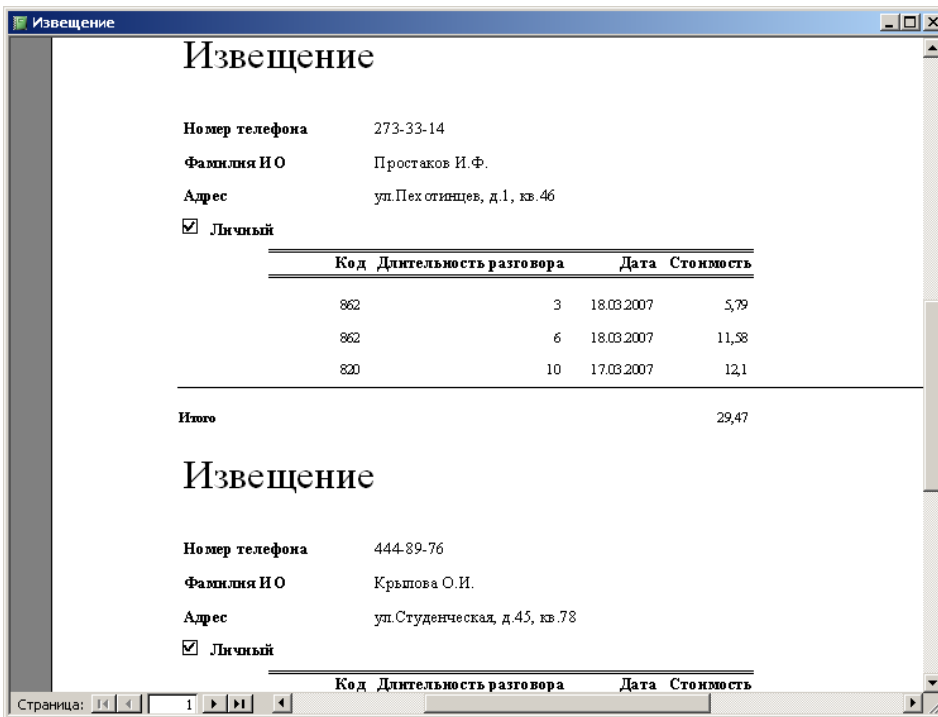 Извещение
Извещение
Номер телефона 273-33-14
Фамилия И О Простаков И.Ф.
Адрес ул.Пехотинцев, д.1, кв.46
Личный
Код Длительность разговора Дата Стоимость
862 3 18.03.2007 5,79
862 6 18.03.2007 11,58
820 10 17.03.2007 12,1
Итого 29,47
Извещение
Номер телефона 444-89-76
Фамилия И О Крылова О.И.
Адрес ул.Студенческая, д.45, кв.78
Личный
Код Длительность разговора Дата Стоимость
Страница: 1